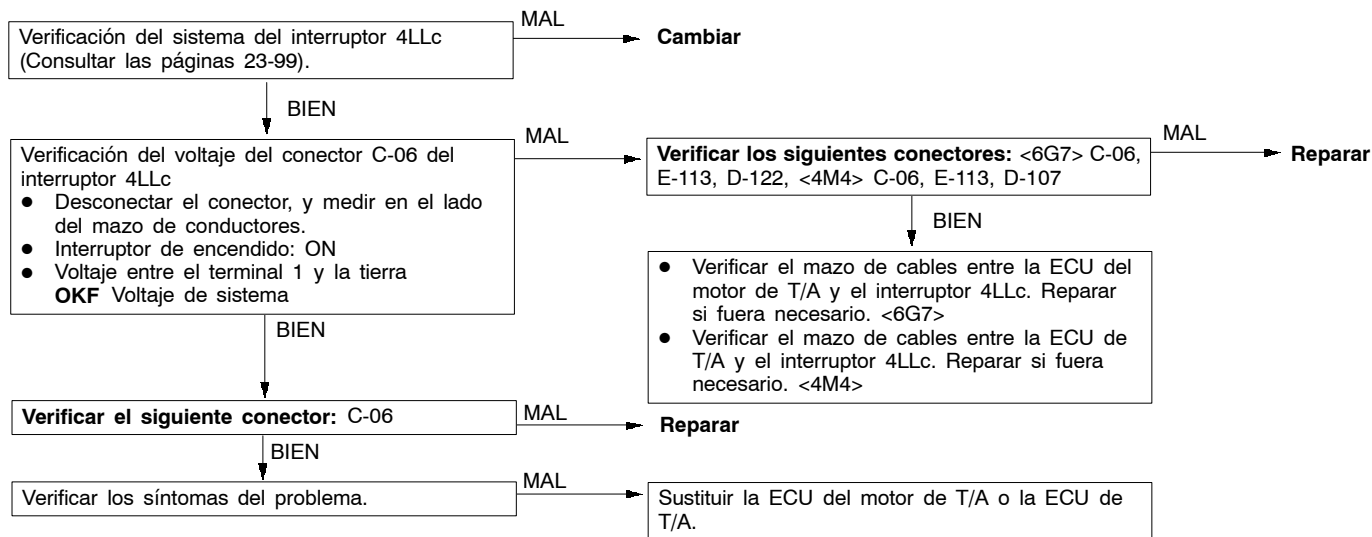 Verificación del sistema del interruptor 4LLc
(Consultar las páginas 23-99).
MAL
Cambiar
BIEN
Verificación del voltaje del conector C-06 del
interruptor 4LLc
● Desconectar el conector, y medir en el lado
del mazo de conductores.
● Interruptor de encendido: ON
● Voltaje entre el terminal 1 y la tierra
OKF Voltaje de sistema
MAL
Verificar los siguientes conectores: <6G7> C-06,
E-113, D-122, <4M4> C-06, E-113, D-107
MAL
Reparar
BIEN
● Verificar el mazo de cables entre la ECU del
motor de T/A y el interruptor 4LLc. Reparar
si fuera necesario. <6G7>
● Verificar el mazo de cables entre la ECU de
T/A y el interruptor 4LLc. Reparar si fuera
necesario. <4M4>
BIEN
Verificar el siguiente conector: C-06
MAL
Reparar
BIEN
Verificar los síntomas del problema.
MAL
Sustituir la ECU del motor de T/A o la ECU de
T/A.